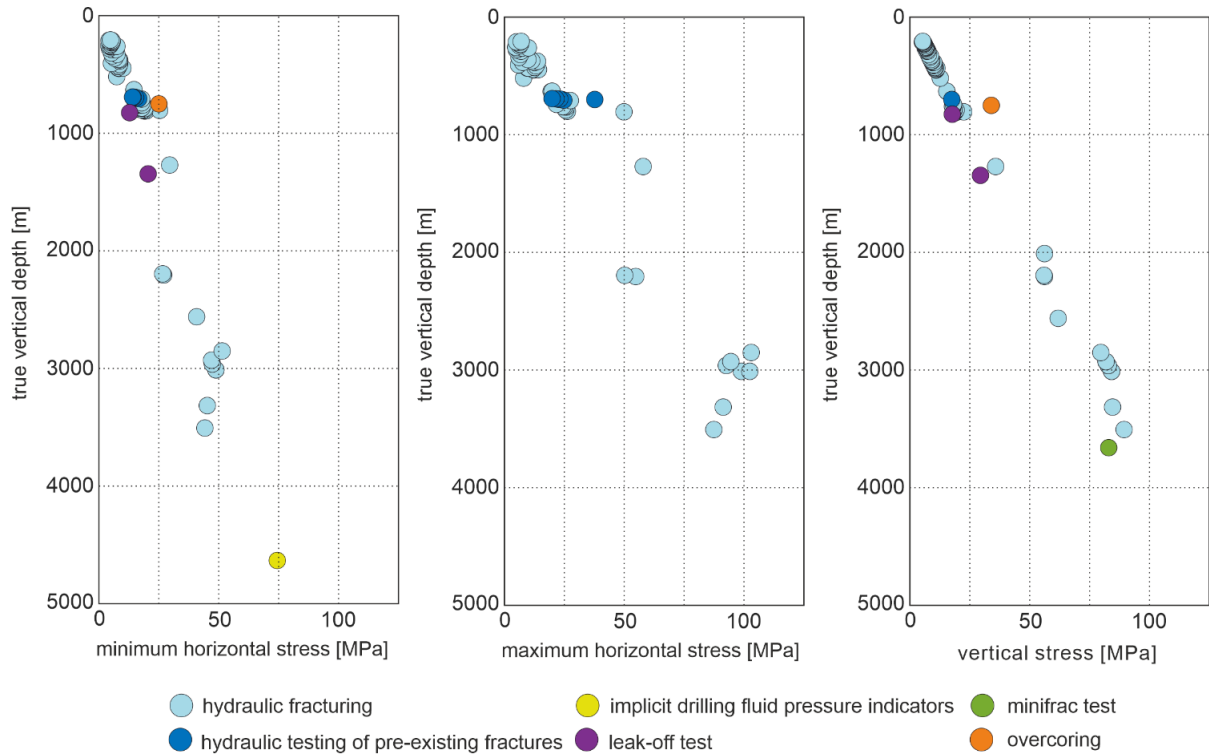 0
1000
2000
3000
4000
5000
true vertical depth [m]
0 50 100
minimum horizontal stress [MPa]
0
1000
2000
3000
4000
5000
true vertical depth [m]
0 50 100
maximum horizontal stress [MPa]
0
1000
2000
3000
4000
5000
true vertical depth [m]
0 50 100
vertical stress [MPa]
hydraulic fracturing
implicit drilling fluid pressure indicators
minifrac test
hydraulic testing of pre-existing fractures
leak-off test
overcoring